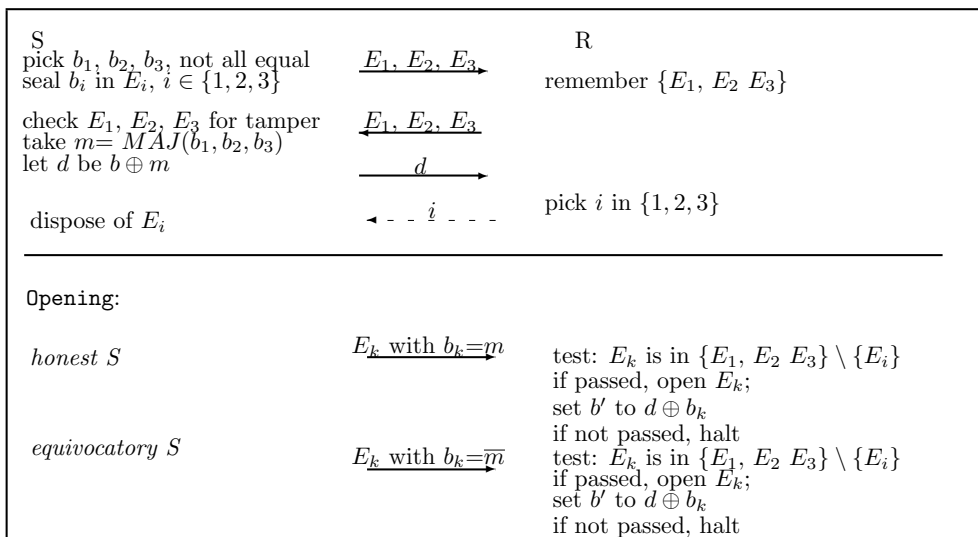 S R
pick b₁, b₂, b₃, not all equal E₁, E₂, E₃
seal bᵢ in Eᵢ, i ∈ {1, 2, 3} remember {E₁, E₂ E₃}
check E₁, E₂, E₃ for tamper E₁, E₂, E₃
take m= MAJ(b₁, b₂, b₃)
let d be b ⊕ m d
pick i in {1, 2, 3}
dispose of Eᵢ i
Opening:
honest S Eₖ with bₖ=m test: Eₖ is in {E₁, E₂ E₃} \ {Eᵢ}
if passed, open Eₖ;
set b′ to d ⊕ bₖ
if not passed, halt
equivocatory S Eₖ with bₖ=m̅ test: Eₖ is in {E₁, E₂ E₃} \ {Eᵢ}
if passed, open Eₖ;
set b′ to d ⊕ bₖ
if not passed, halt